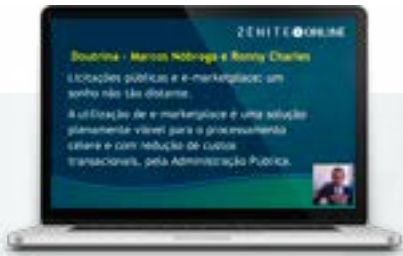 ZÊNITE ONLINE
Doutrina - Marcos Nóbrega e Ronny Charles
Licitações públicas e e-marketplace: um
sonho não tão distante.
A utilização de e-marketplace é uma solução
plenamente viável para o processamento
célere e com redução de custos
transacionais, pela Administração Pública.